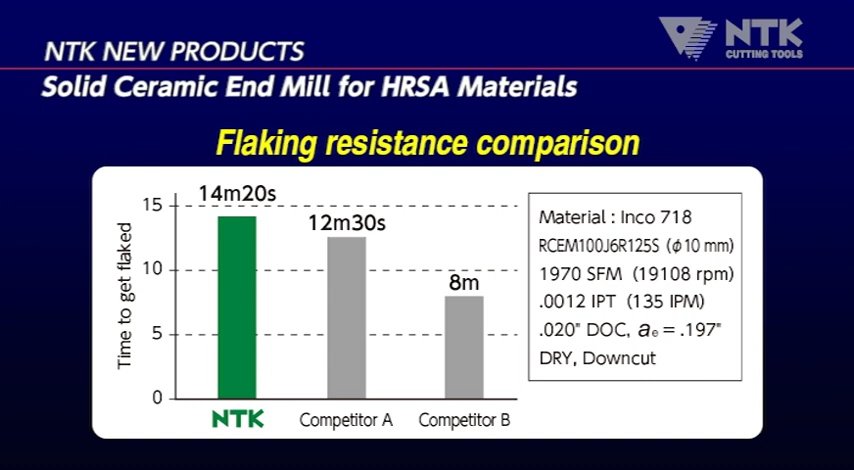 NTK NEW PRODUCTS
NTK
CUTTING TOOLS
Solid Ceramic End Mill for HRSA Materials
Flaking resistance comparison
Time to get flaked
15
10
5
0
14m20s
12m30s
8m
NTK
Competitor A
Competitor B
Material : Inco 718
RCEM100J6R125S (φ10 mm)
1970 SFM (19108 rpm)
.0012 IPT (135 IPM)
.020" DOC, ae = .197"
DRY, Downcut